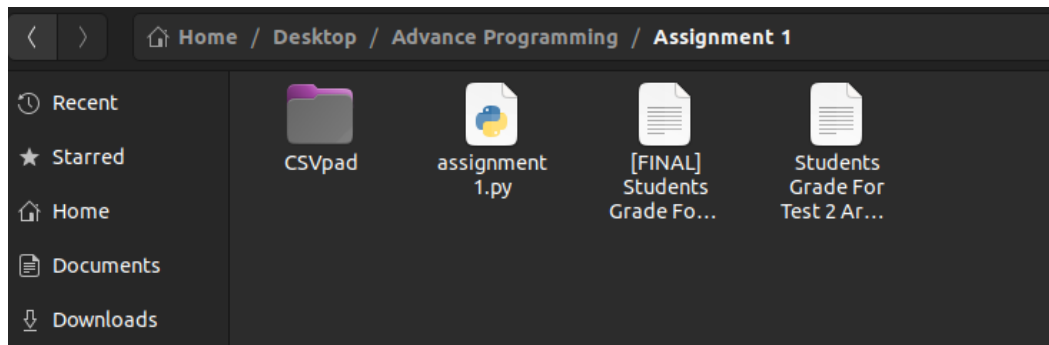 Home / Desktop / Advance Programming / Assignment 1
Recent
Starred
Home
Documents
Downloads
CSVpad
assignment
1.py
[FINAL]
Students
Grade Fo...
Students
Grade For
Test 2 Ar...